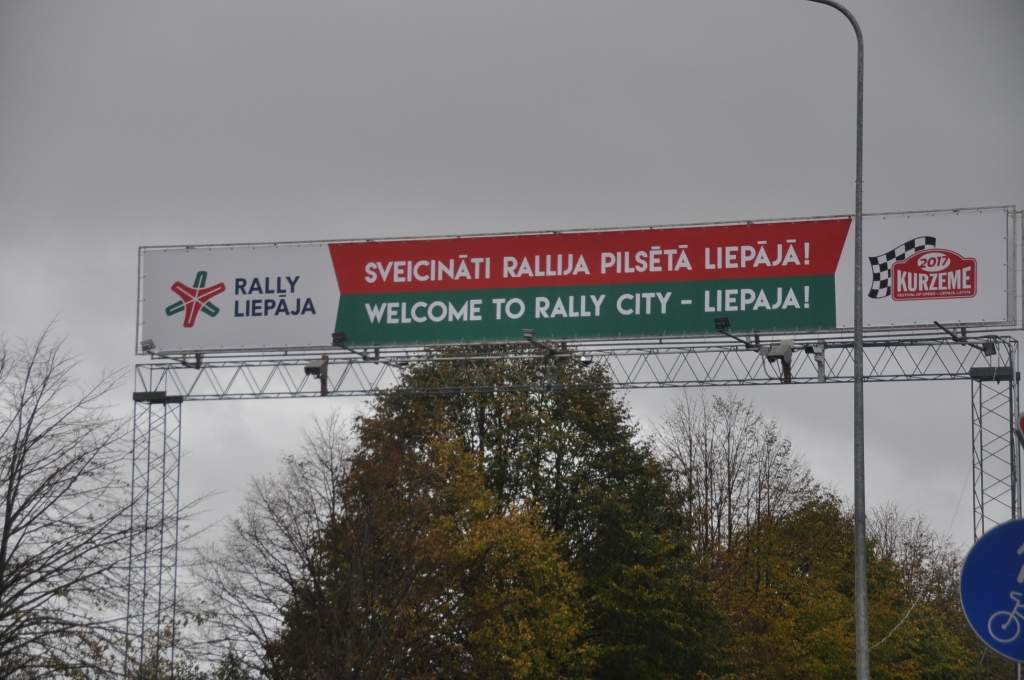 RALLY
LIEPĀJA
SVEICINĀTI RALLIJA PILSĒTĀ LIEPĀJĀ!
WELCOME TO RALLY CITY - LIEPAJA!
2017
KURZEME